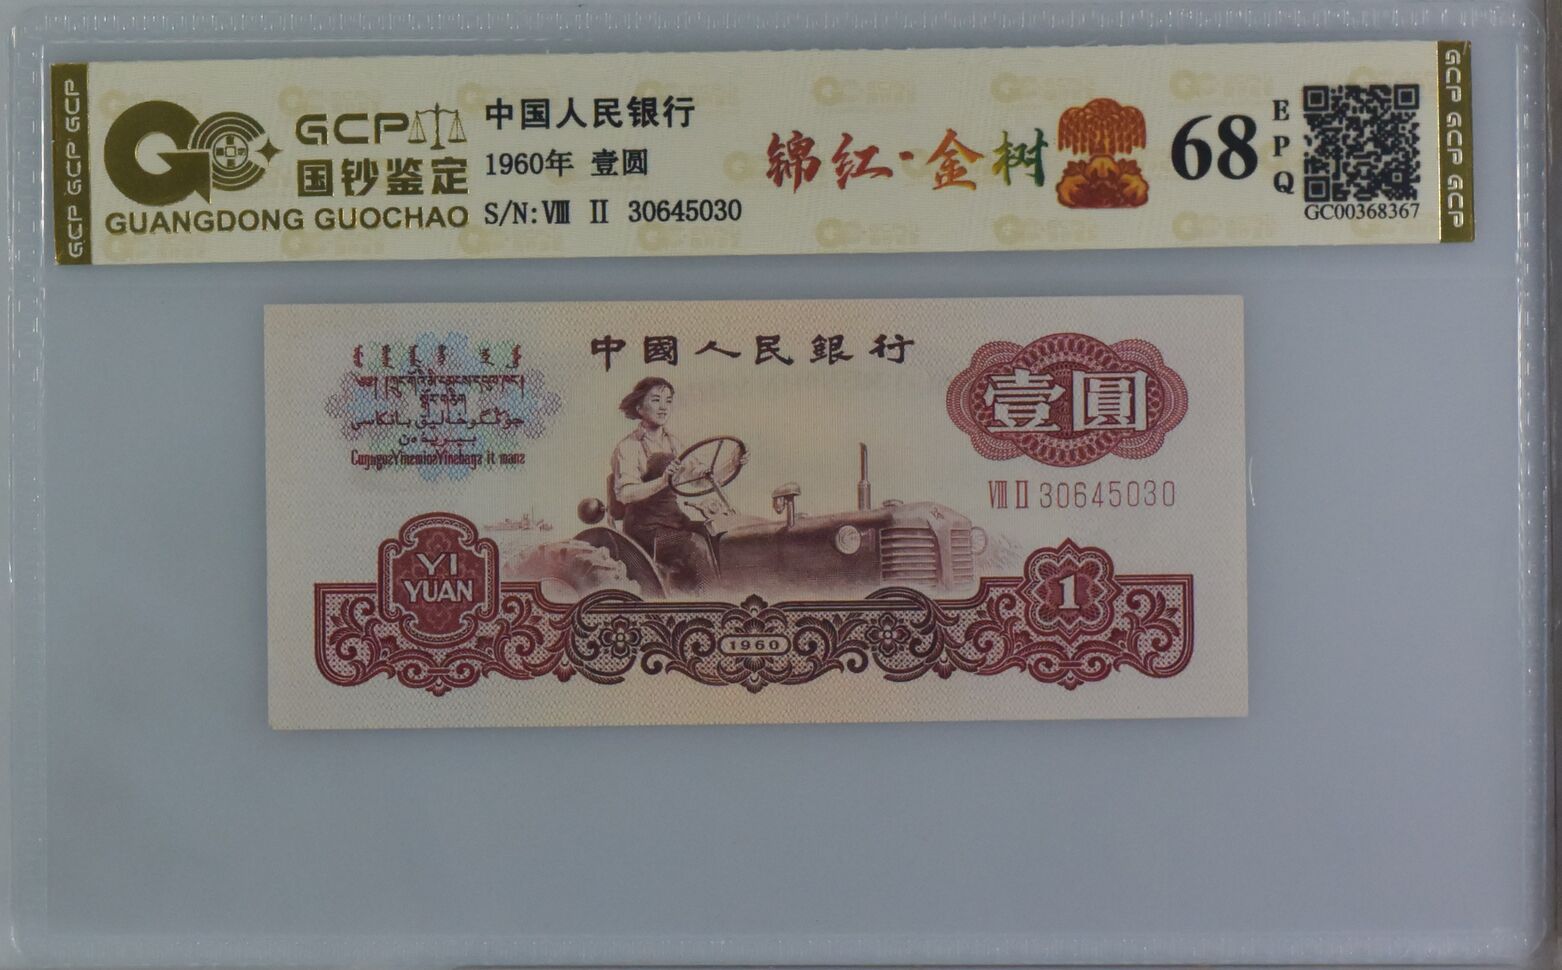 GCP GCP GCP
GCP
国钞鉴定
GUANGDONG GUOCHAO
中国人民银行
1960年 壹圆
S/N: Ⅷ Ⅱ 30645030
锦红·金树
68
EPQ
GC00368367
GCP GCP GCP
中國人民銀行
壹圓
Ⅷ Ⅱ 30645030
YI
YUAN
1960
1